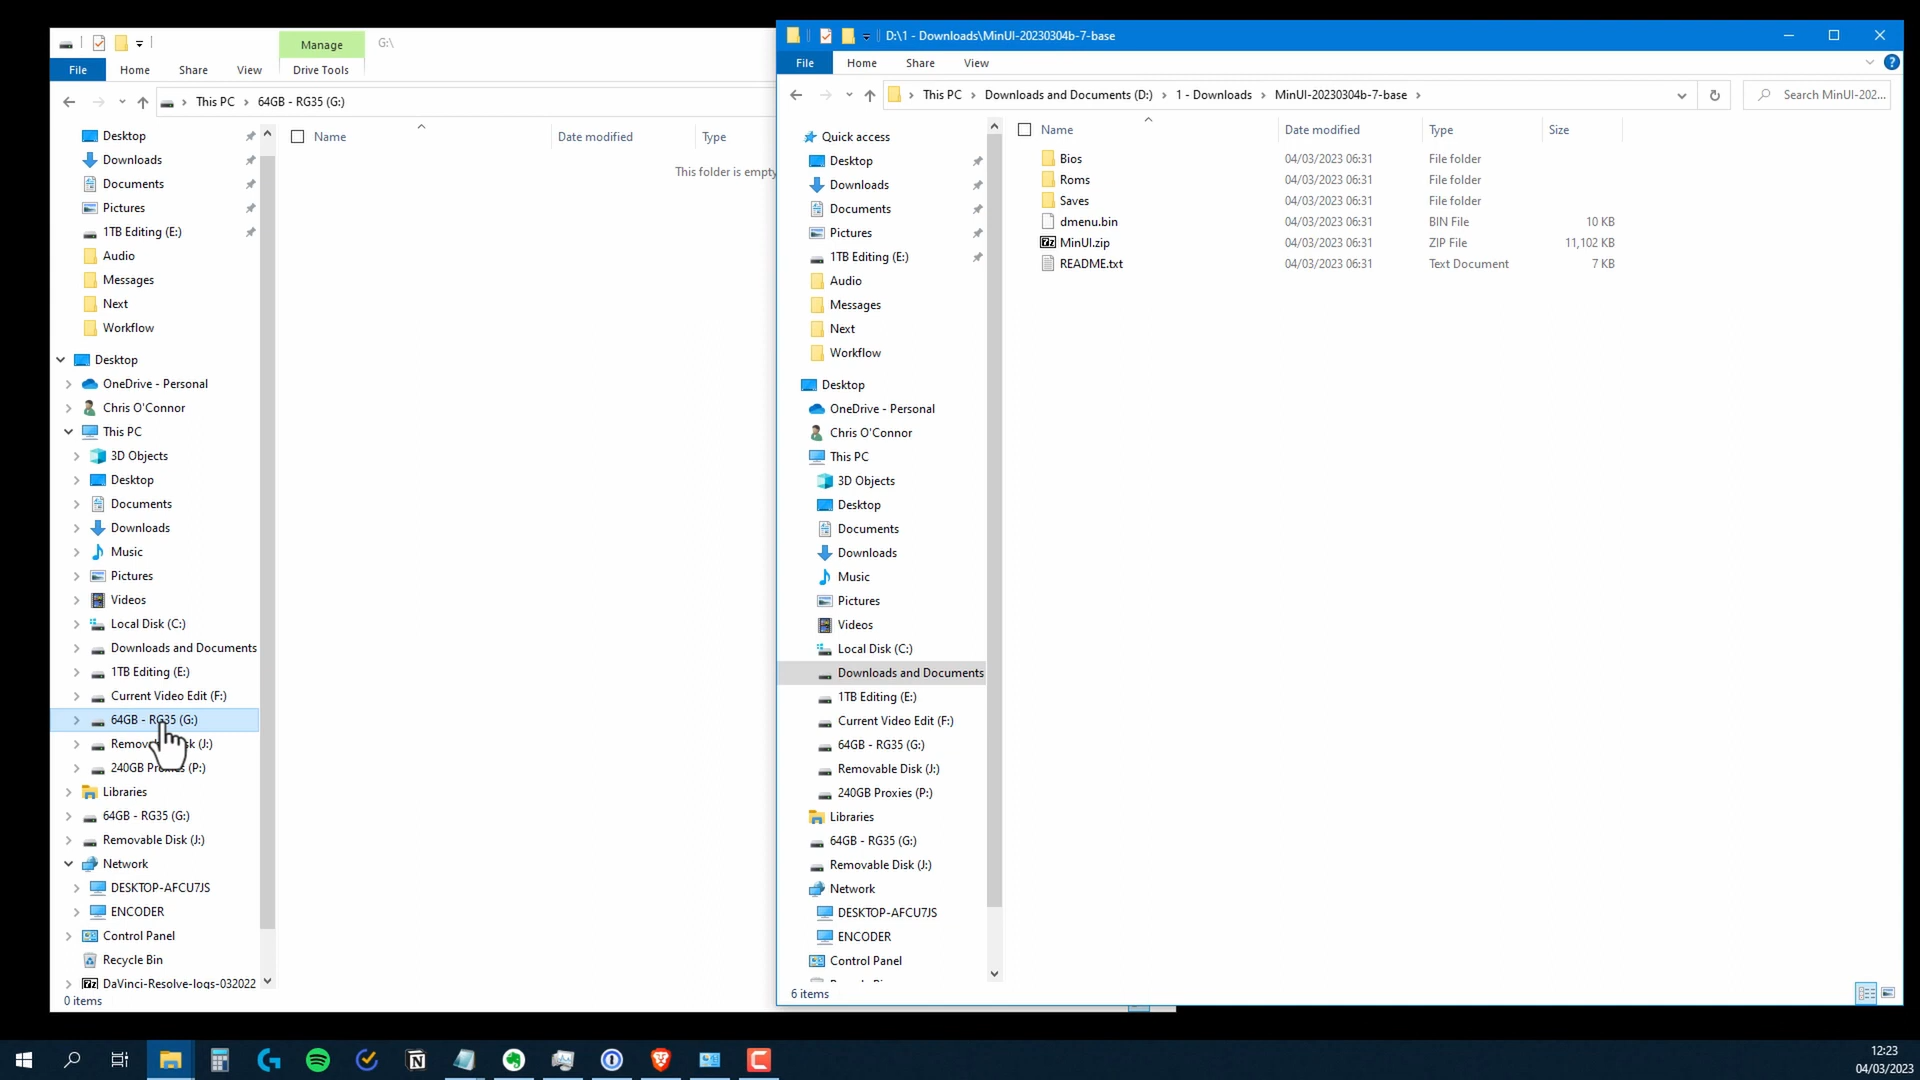 Manage
G:\
File
Home
Share
View
Drive Tools
This PC
64GB - RG35 (G:)
Name
Date modified
Type
This folder is empty
Desktop
Downloads
Documents
Pictures
1TB Editing (E:)
Audio
Messages
Next
Workflow
Desktop
OneDrive - Personal
Chris O'Connor
This PC
3D Objects
Desktop
Documents
Downloads
Music
Pictures
Videos
Local Disk (C:)
Downloads and Documents
1TB Editing (E:)
Current Video Edit (F:)
64GB - RG35 (G:)
Removable Disk (J:)
240GB Proxies (P:)
Libraries
64GB - RG35 (G:)
Removable Disk (J:)
Network
DESKTOP-AFCU7JS
ENCODER
Control Panel
Recycle Bin
DaVinci-Resolve-logs-032022
0 items
D:\1 - Downloads\MinUI-20230304b-7-base
File
Home
Share
View
This PC
Downloads and Documents (D:)
1 - Downloads
MinUI-20230304b-7-base
Search MinUI-202...
Name
Date modified
Type
Size
Bios 04/03/2023 06:31 File folder
Roms 04/03/2023 06:31 File folder
Saves 04/03/2023 06:31 File folder
dmenu.bin 04/03/2023 06:31 BIN File 10 KB
MinUI.zip 04/03/2023 06:31 ZIP File 11,102 KB
README.txt 04/03/2023 06:31 Text Document 7 KB
Quick access
Desktop
Downloads
Documents
Pictures
1TB Editing (E:)
Audio
Messages
Next
Workflow
Desktop
OneDrive - Personal
Chris O'Connor
This PC
3D Objects
Desktop
Documents
Downloads
Music
Pictures
Videos
Local Disk (C:)
Downloads and Documents
1TB Editing (E:)
Current Video Edit (F:)
64GB - RG35 (G:)
Removable Disk (J:)
240GB Proxies (P:)
Libraries
64GB - RG35 (G:)
Removable Disk (J:)
Network
DESKTOP-AFCU7JS
ENCODER
Control Panel
6 items
12:23
04/03/2023